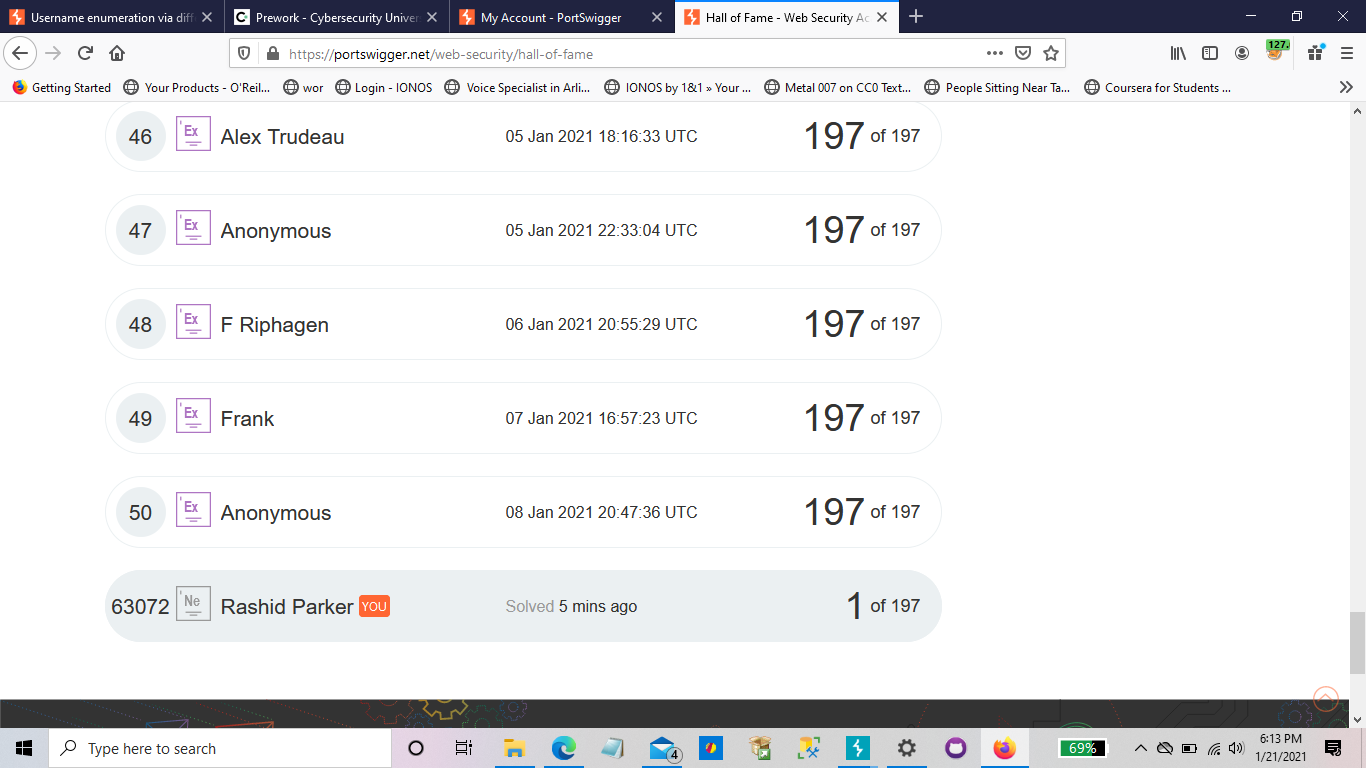 Username enumeration via diff
Prework - Cybersecurity Univer
My Account - PortSwigger
Hall of Fame - Web Security Ac
https://portswigger.net/web-security/hall-of-fame
127.
Getting Started
Your Products - O'Reil...
wor
Login - IONOS
Voice Specialist in Arli...
IONOS by 1&1 » Your ...
Metal 007 on CC0 Text...
People Sitting Near Ta...
Coursera for Students ...
46 Ex Alex Trudeau 05 Jan 2021 18:16:33 UTC 197 of 197
47 Ex Anonymous 05 Jan 2021 22:33:04 UTC 197 of 197
48 Ex F Riphagen 06 Jan 2021 20:55:29 UTC 197 of 197
49 Ex Frank 07 Jan 2021 16:57:23 UTC 197 of 197
50 Ex Anonymous 08 Jan 2021 20:47:36 UTC 197 of 197
63072 Ne Rashid Parker YOU Solved 5 mins ago 1 of 197
Type here to search
4
69%
6:13 PM
1/21/2021